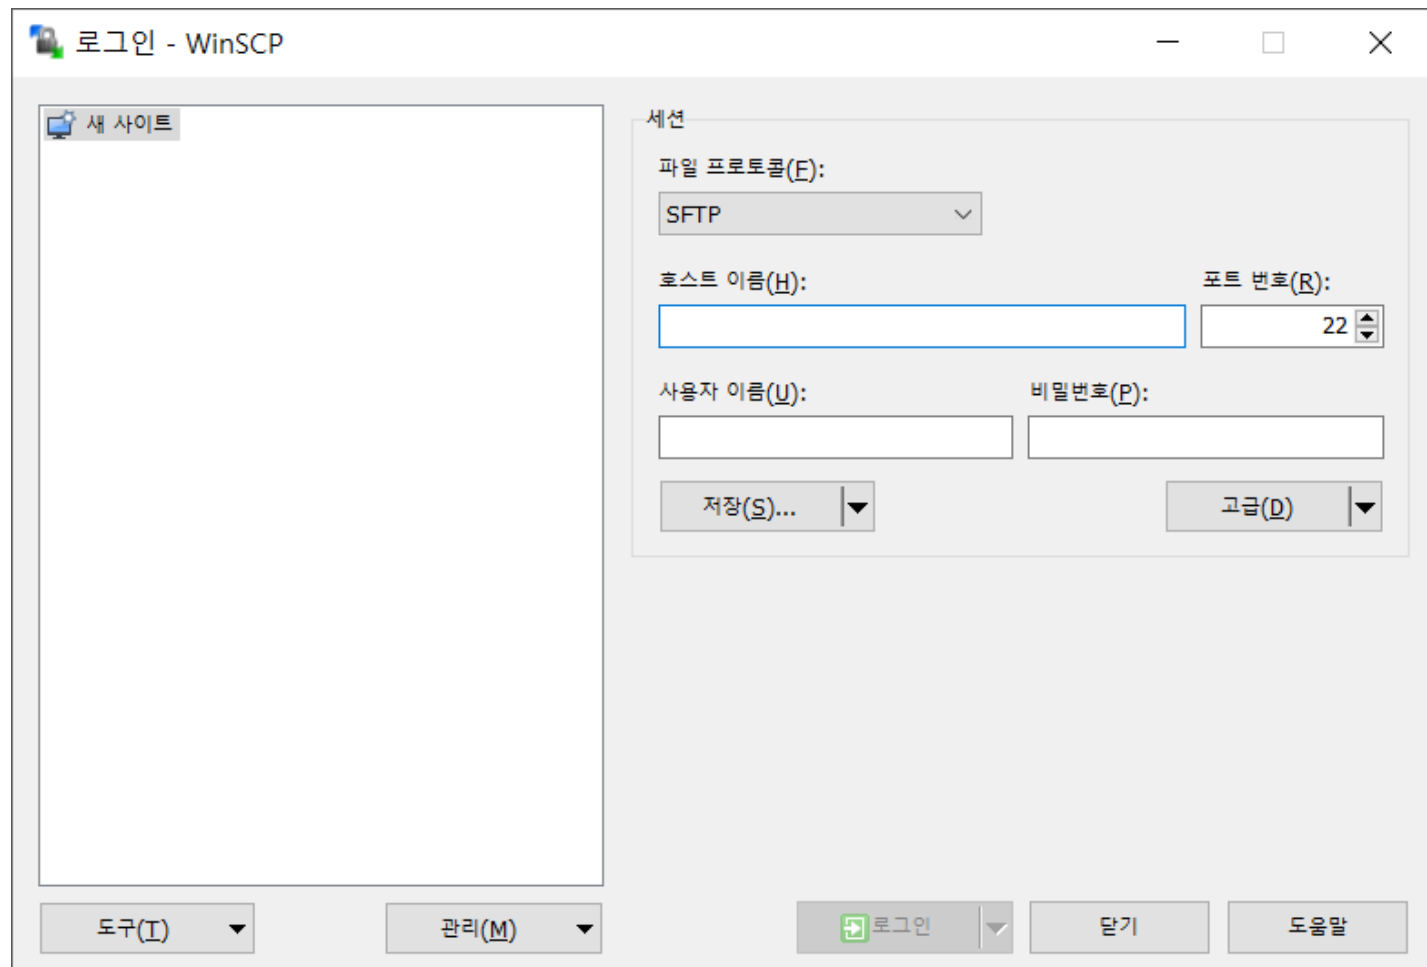 로그인 - WinSCP
새 사이트
세션
파일 프로토콜(F):
SFTP
호스트 이름(H):
포트 번호(R):
22
사용자 이름(U):
비밀번호(P):
저장(S)...
고급(D)
도구(T)
관리(M)
로그인
닫기
도움말